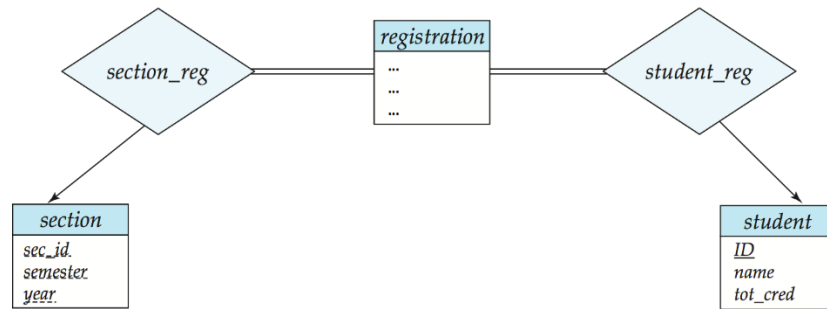 section_reg
registration
...
...
...
student_reg
section
sec_id
semester
year
student
ID
name
tot_cred